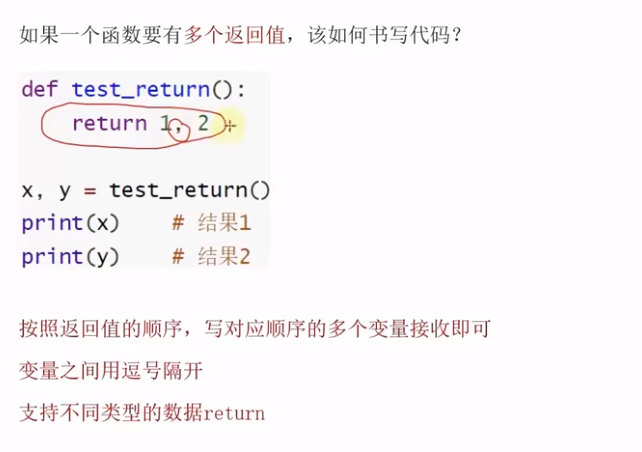 如果一个函数要有多个返回值，该如何书写代码？
def test_return():
    return 1, 2
x, y = test_return()
print(x)    # 结果1
print(y)    # 结果2
按照返回值的顺序，写对应顺序的多个变量接收即可
变量之间用逗号隔开
支持不同类型的数据return